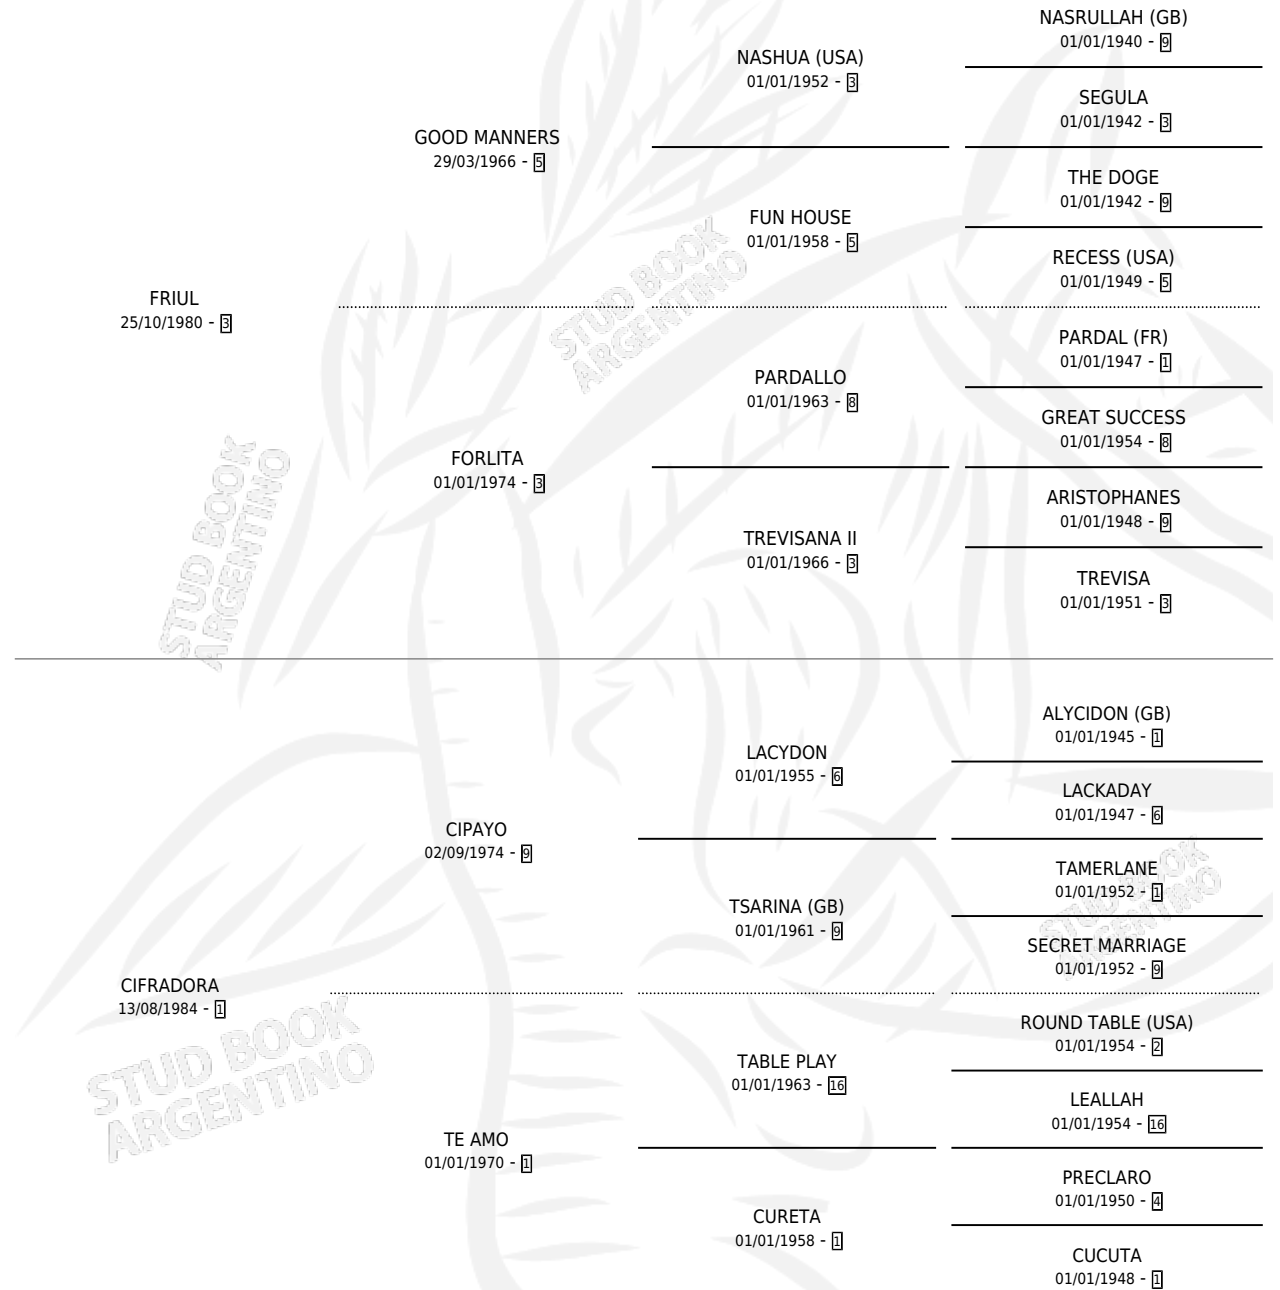 NASRULLAH (GB)
01/01/1940 - 9
NASHUA (USA)
01/01/1952 - 3
SEGULA
01/01/1942 - 3
GOOD MANNERS
29/03/1966 - 5
THE DOGE
01/01/1942 - 9
FUN HOUSE
01/01/1958 - 5
RECESS (USA)
01/01/1949 - 5
FRIUL
25/10/1980 - 3
PARDAL (FR)
01/01/1947 - 1
PARDALLO
01/01/1963 - 8
GREAT SUCCESS
01/01/1954 - 8
FORLITA
01/01/1974 - 3
ARISTOPHANES
01/01/1948 - 9
TREVISANA II
01/01/1966 - 3
TREVISA
01/01/1951 - 3
STUD BOOK
ARGENTINO
STUD BOOK
ARGENTINO
ALYCIDON (GB)
01/01/1945 - 1
LACYDON
01/01/1955 - 6
LACKADAY
01/01/1947 - 6
CIPAYO
02/09/1974 - 9
TAMERLANE
01/01/1952 - 1
TSARINA (GB)
01/01/1961 - 9
SECRET MARRIAGE
01/01/1952 - 9
CIFRADORA
13/08/1984 - 1
ROUND TABLE (USA)
01/01/1954 - 2
TABLE PLAY
01/01/1963 - 16
LEALLAH
01/01/1954 - 16
TE AMO
01/01/1970 - 1
PRECLARO
01/01/1950 - 4
CURETA
01/01/1958 - 1
CUCUTA
01/01/1948 - 1
STUD BOOK
ARGENTINO
STUD BOOK
ARGENTINO